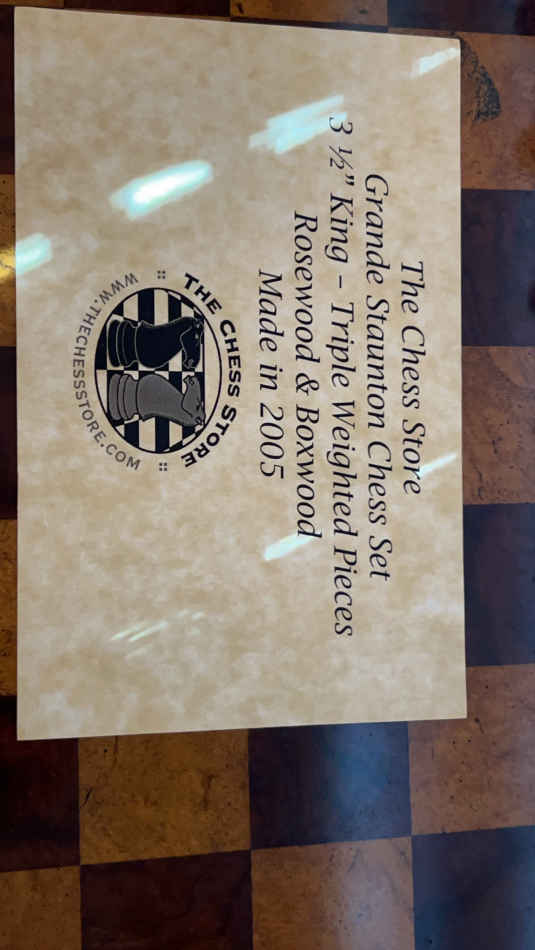 The Chess Store
Grande Staunton Chess Set
3 ½" King - Triple Weighted Pieces
Rosewood & Boxwood
Made in 2005
THE CHESS STORE
:: WWW.THECHESSSTORE.COM ::